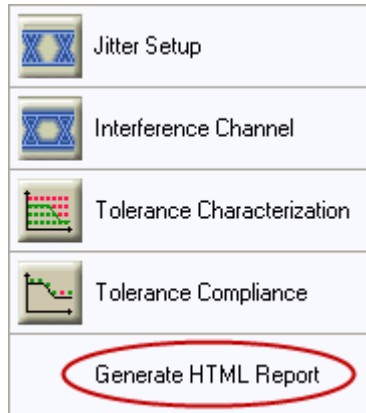 Jitter Setup
Interference Channel
Tolerance Characterization
Tolerance Compliance
Generate HTML Report